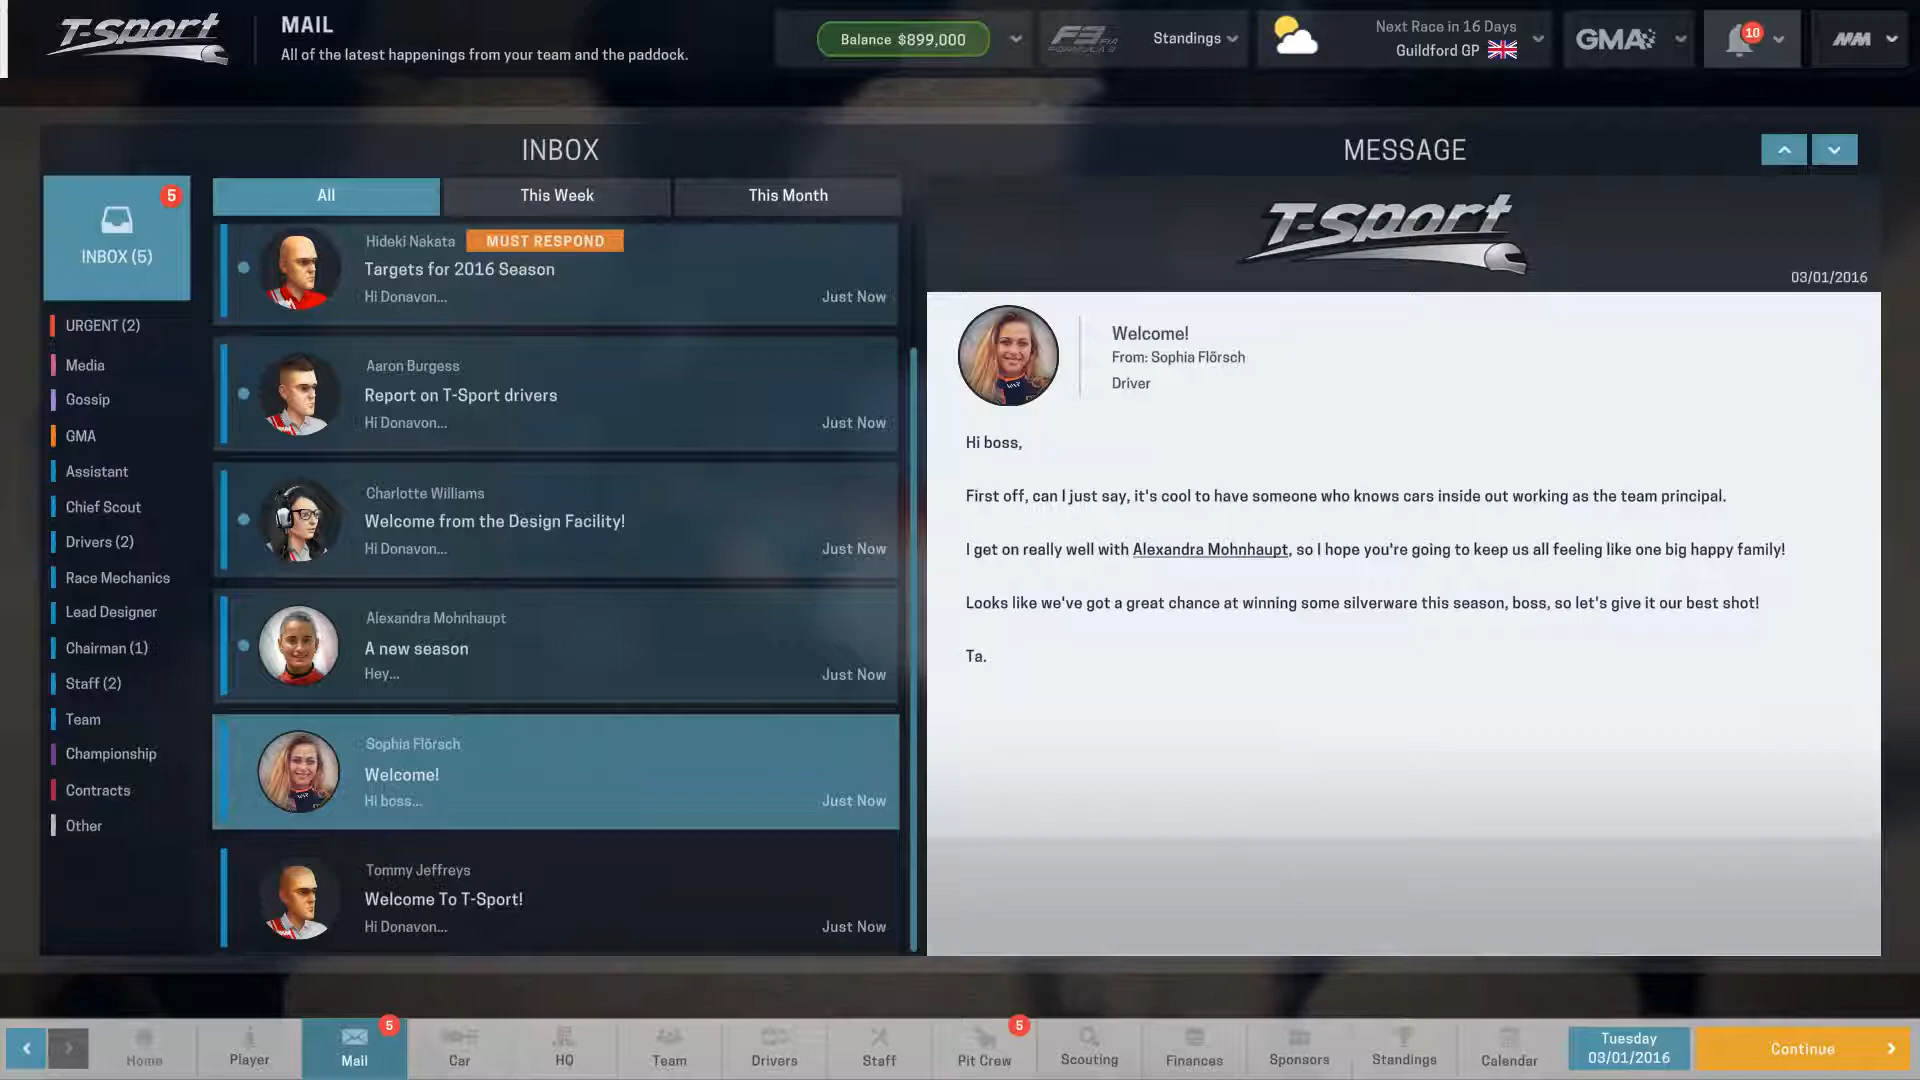 T-Sport
MAIL
All of the latest happenings from your team and the paddock.
Balance $899,000
F3 FIA
FORMULA 3
Standings
Next Race in 16 Days
Guildford GP
GMA
10
MM
INBOX
MESSAGE
5
INBOX (5)
URGENT (2)
Media
Gossip
GMA
Assistant
Chief Scout
Drivers (2)
Race Mechanics
Lead Designer
Chairman (1)
Staff (2)
Team
Championship
Contracts
Other
All
This Week
This Month
Hideki Nakata
MUST RESPOND
Targets for 2016 Season
Hi Donavon...
Just Now
Aaron Burgess
Report on T-Sport drivers
Hi Donavon...
Just Now
Charlotte Williams
Welcome from the Design Facility!
Hi Donavon...
Just Now
Alexandra Mohnhaupt
A new season
Hey...
Just Now
Sophia Flörsch
Welcome!
Hi boss...
Just Now
Tommy Jeffreys
Welcome To T-Sport!
Hi Donavon...
Just Now
T-Sport
03/01/2016
Welcome!
From: Sophia Flörsch
Driver
Hi boss,
First off, can I just say, it's cool to have someone who knows cars inside out working as the team principal.
I get on really well with Alexandra Mohnhaupt, so I hope you're going to keep us all feeling like one big happy family!
Looks like we've got a great chance at winning some silverware this season, boss, so let's give it our best shot!
Ta.
Home
Player
5
Mail
Car
HQ
Team
Drivers
Staff
5
Pit Crew
Scouting
Finances
Sponsors
Standings
Calendar
Tuesday
03/01/2016
Continue